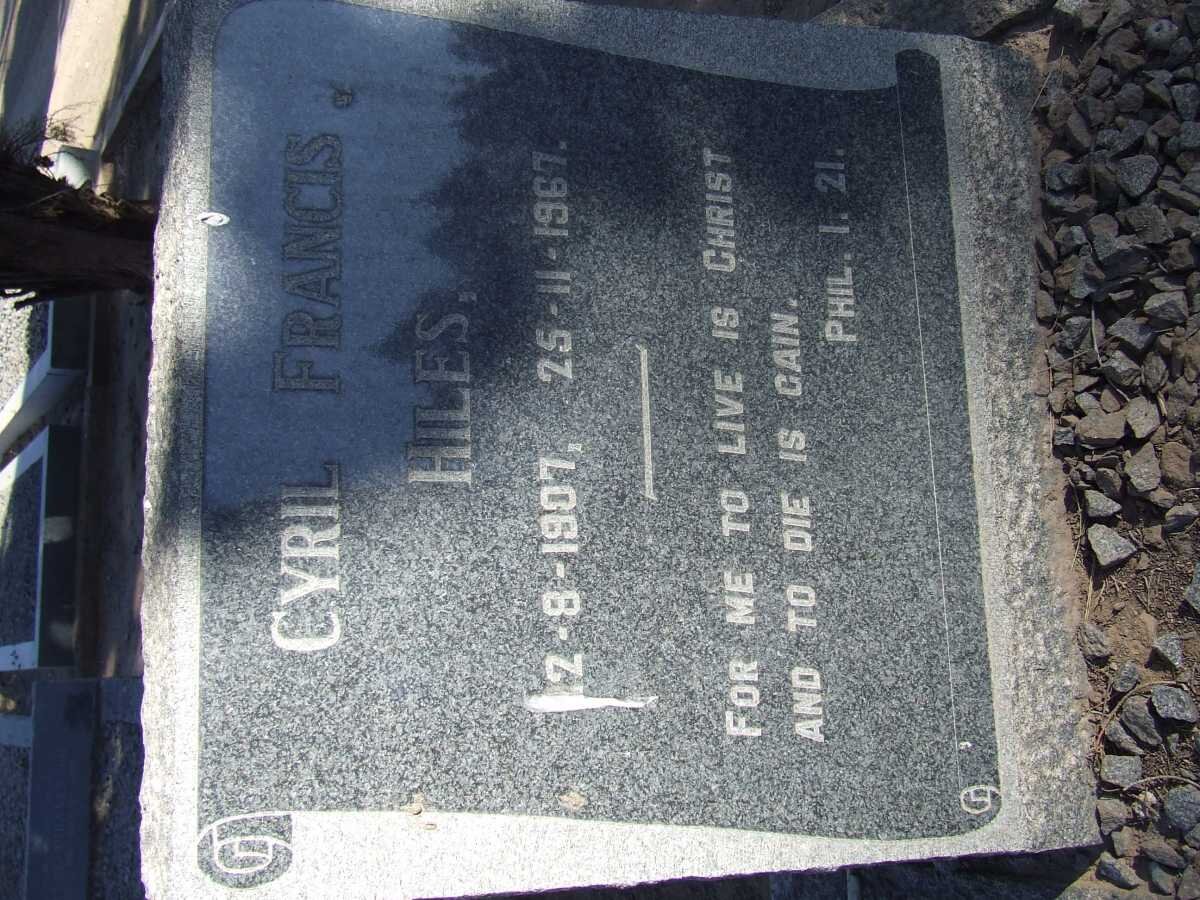 CYRIL FRANCIS
HILES,
12-8-1907, 25-11-1967.
FOR ME TO LIVE IS CHRIST
AND TO DIE IS GAIN.
PHIL. 1. 21.